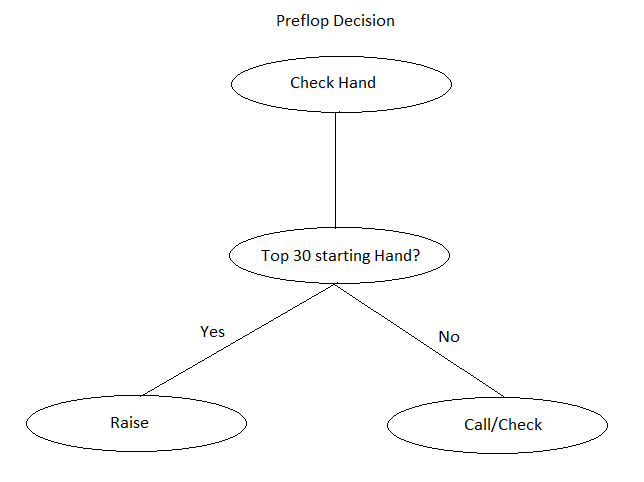 Preflop Decision
Check Hand
Top 30 starting Hand?
Yes
No
Raise
Call/Check